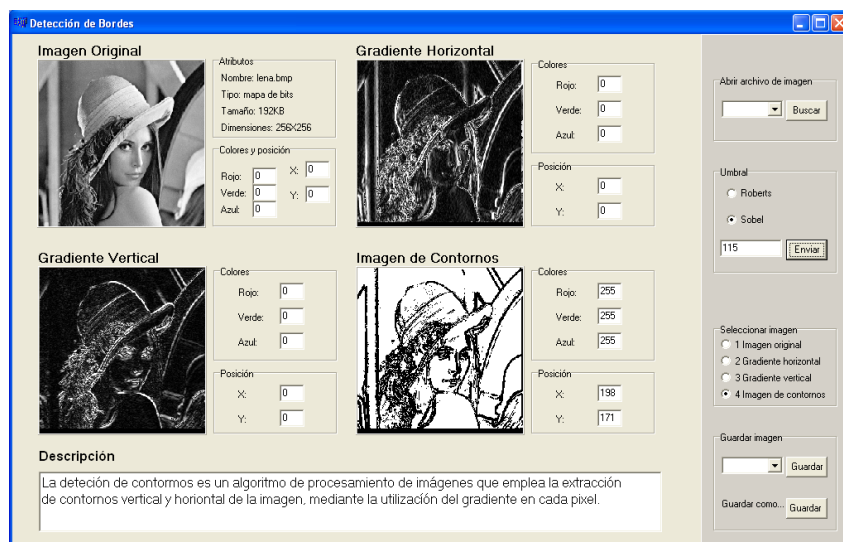 Detección de Bordes
Imagen Original
Atributos
Nombre: lena.bmp
Tipo: mapa de bits
Tamaño: 192KB
Dimensiones: 256X256
Colores y posición
Rojo: 0 X: 0
Verde: 0 Y: 0
Azul: 0
Gradiente Horizontal
Colores
Rojo: 0
Verde: 0
Azul: 0
Posición
X: 0
Y: 0
Gradiente Vertical
Colores
Rojo: 0
Verde: 0
Azul: 0
Posición
X: 0
Y: 0
Imagen de Contornos
Colores
Rojo: 255
Verde: 255
Azul: 255
Posición
X: 198
Y: 171
Descripción
La deteción de contormos es un algoritmo de procesamiento de imágenes que emplea la extracción
de contornos vertical y horiontal de la imagen, mediante la utilización del gradiente en cada pixel.
Abrir archivo de imagen
Buscar
Umbral
Roberts
Sobel
115 Enviar
Seleccionar imagen
1 Imagen original
2 Gradiente horizontal
3 Gradiente vertical
4 Imagen de contornos
Guardar imagen
Guardar
Guardar como... Guardar